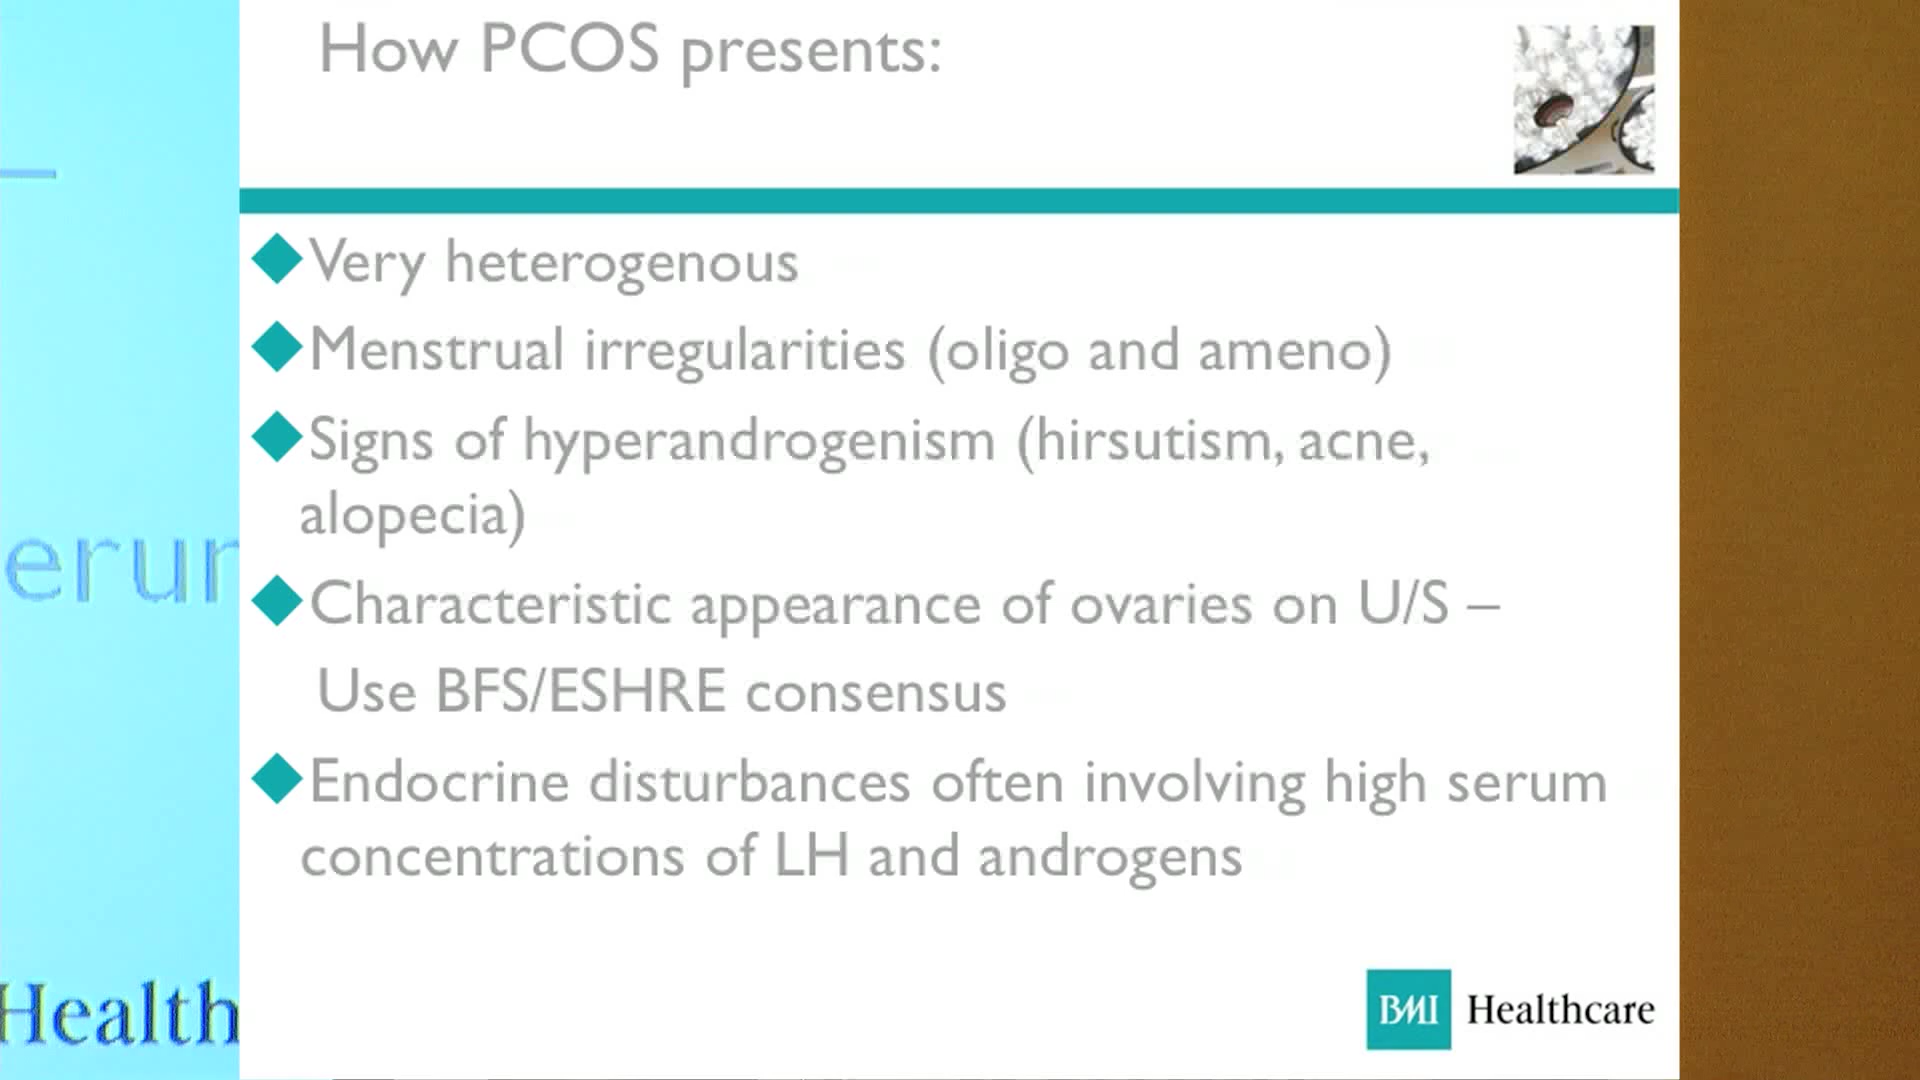 How PCOS presents:
Very heterogenous
Menstrual irregularities (oligo and ameno)
Signs of hyperandrogenism (hirsutism, acne,
alopecia)
Characteristic appearance of ovaries on U/S –
Use BFS/ESHRE consensus
Endocrine disturbances often involving high serum
concentrations of LH and androgens
BMI Healthcare
Health